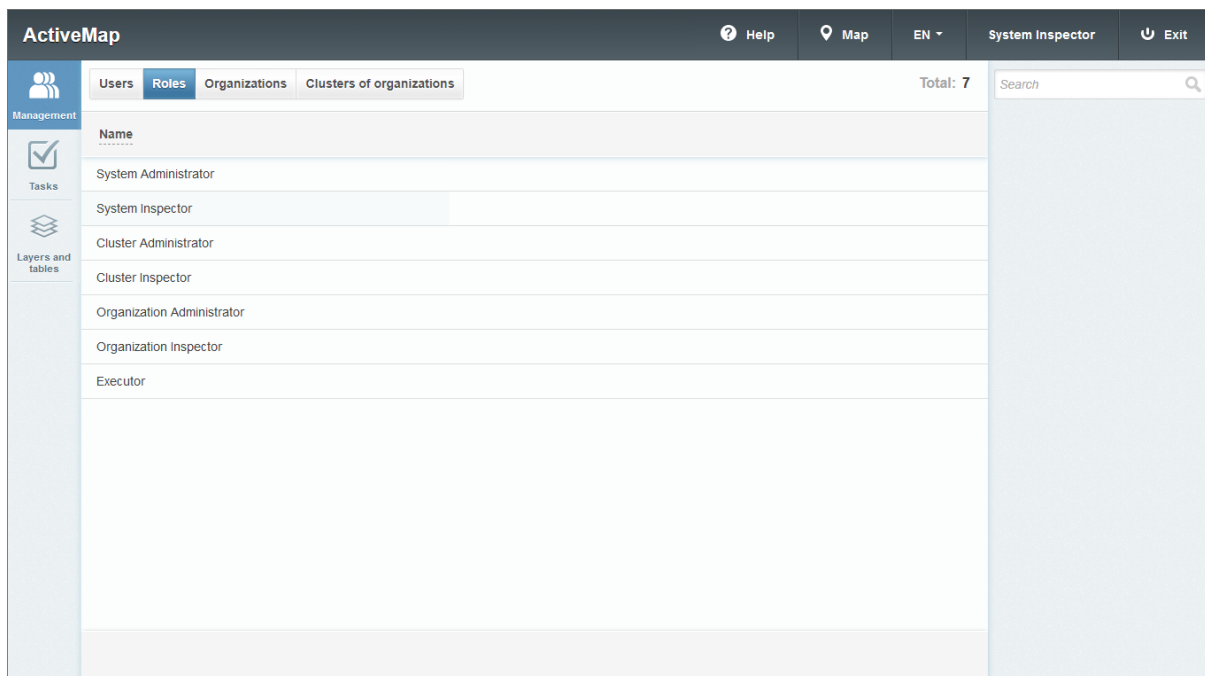 ActiveMap
Help
Map
EN
System Inspector
Exit
Management
Tasks
Layers and
tables
Users
Roles
Organizations
Clusters of organizations
Total: 7
Search
Name
System Administrator
System Inspector
Cluster Administrator
Cluster Inspector
Organization Administrator
Organization Inspector
Executor